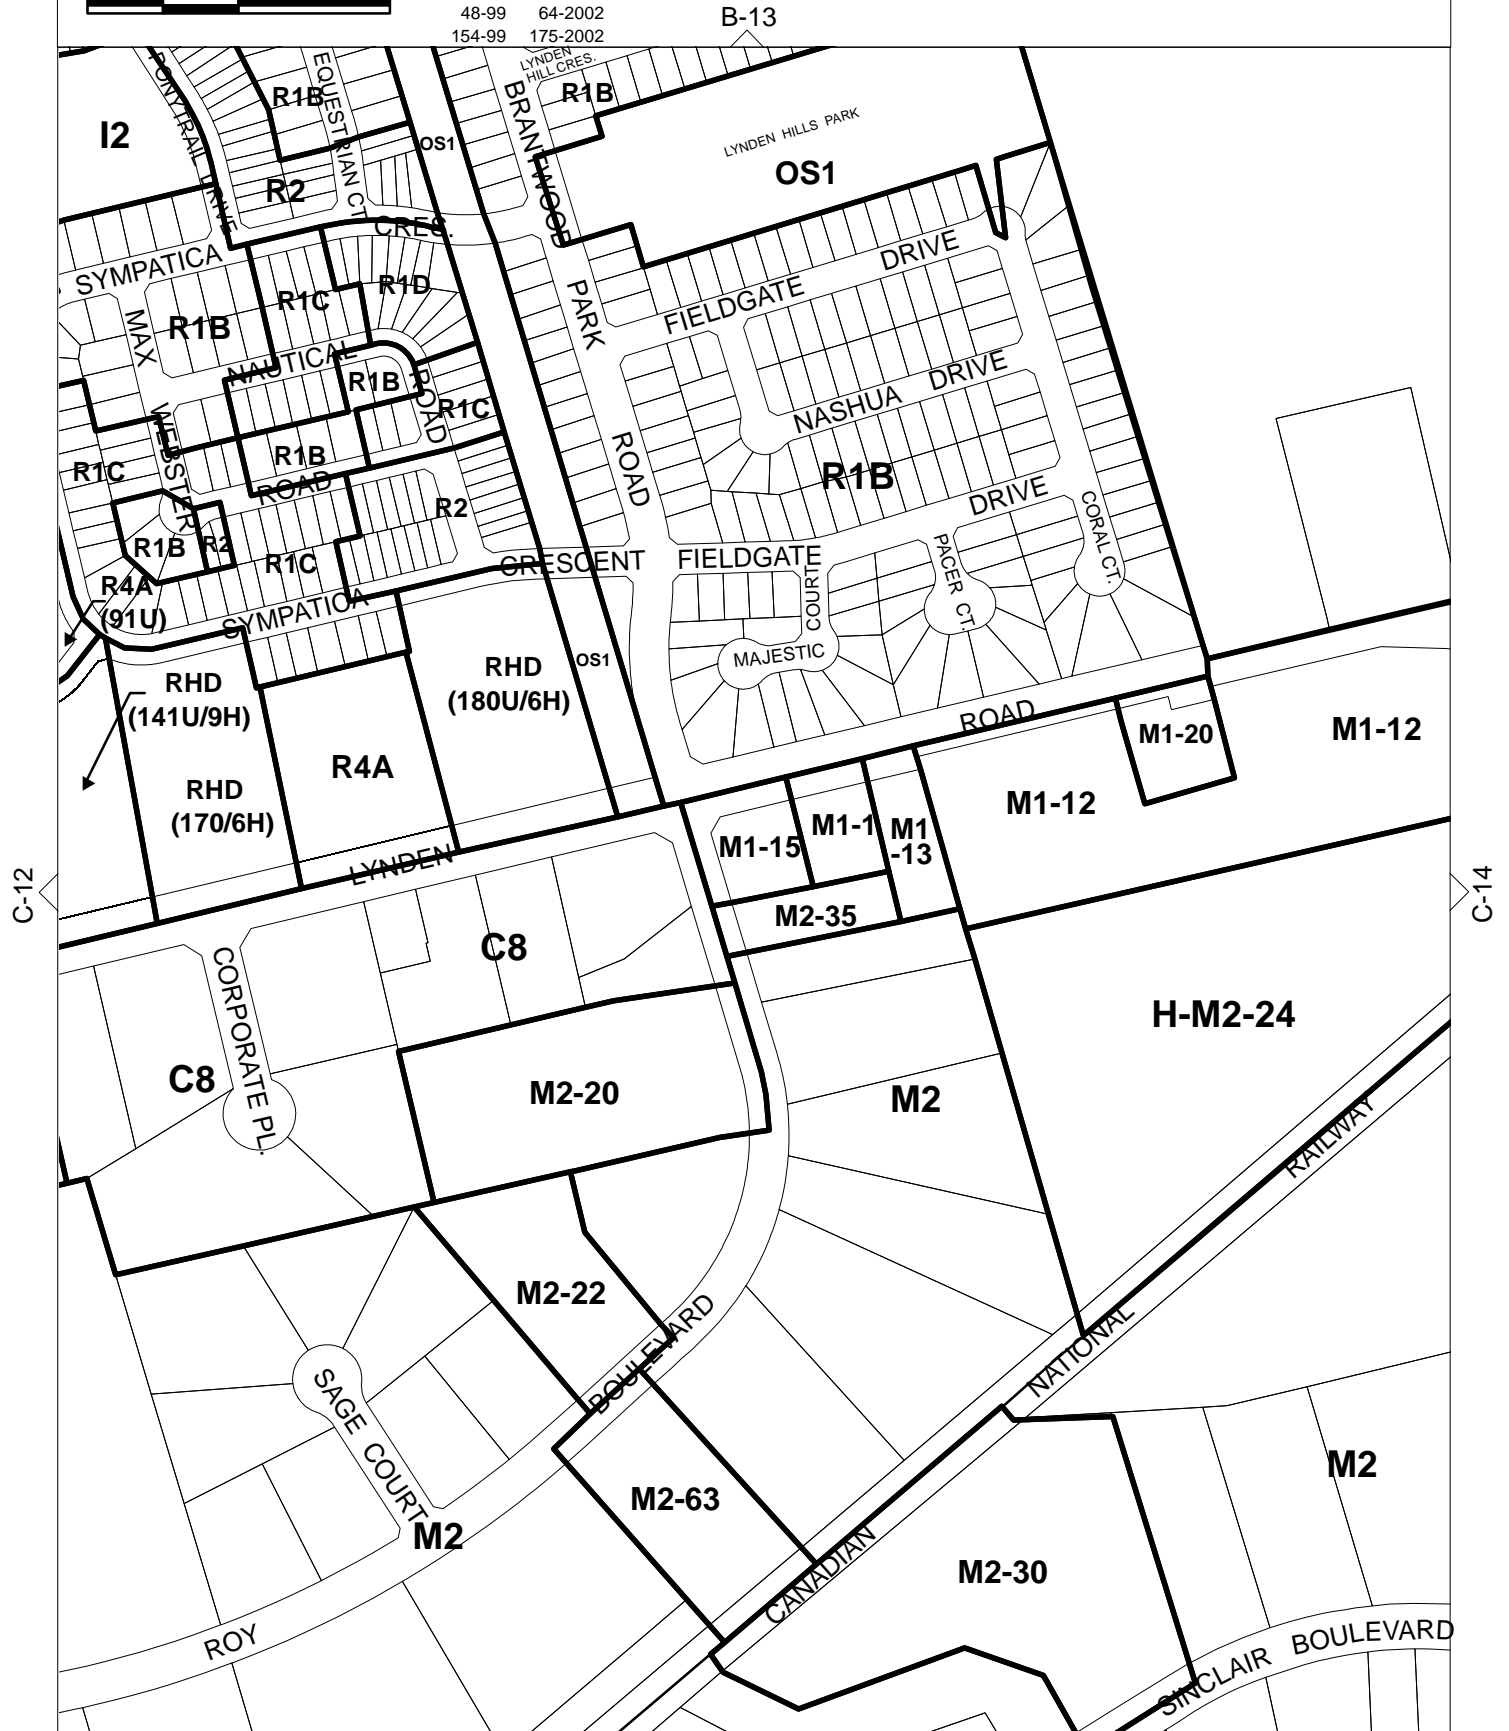 48-99 64-2002
154-99 175-2002
B-13
LYNDEN
HILL CRES.
PONYTRAIL DRIVE
EQUESTRIAN CT.
R1B
BRANTWOOD
R1B
I2
OS1
LYNDEN HILLS PARK
OS1
R2
CRES.
SYMPATICA
DRIVE
R1C
R1D
PARK
FIELDGATE
MAX
R1B
NAUTICAL
R1B
ROAD
R1C
NASHUA DRIVE
WEBSTER
ROAD
R1B
R1C
ROAD
R1B
R2
DRIVE
CORAL CT.
R1B
R2
R1C
CRESCENT
FIELDGATE
PACER CT.
COURT
R4A
(91U)
SYMPATICA
MAJESTIC
OS1
RHD
(180U/6H)
RHD
(141U/9H)
ROAD
M1-20
M1-12
R4A
RHD
(170/6H)
M1-12
M1-15
M1-1
M1
-13
LYNDEN
C-12
C-14
M2-35
C8
CORPORATE PL.
H-M2-24
C8
M2-20
M2
RAILWAY
M2-22
BOULEVARD
NATIONAL
SAGE COURT
M2
M2-63
M2
CANADIAN
M2-30
ROY
SINCLAIR BOULEVARD